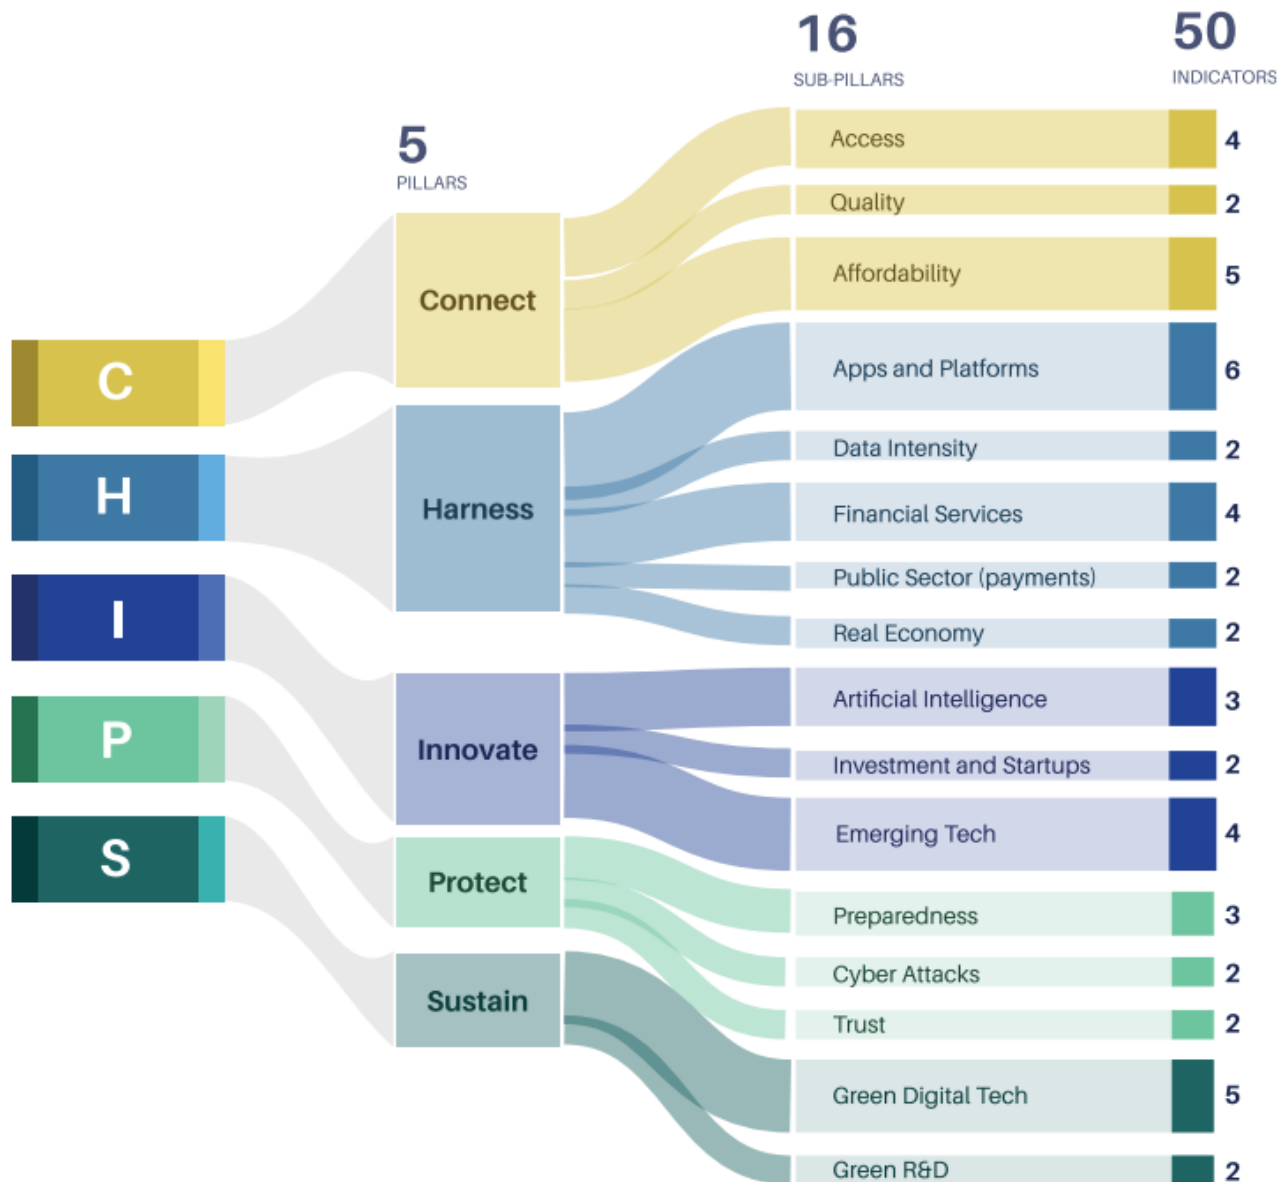 16
50
SUB-PILLARS
INDICATORS
5
PILLARS
C
H
I
P
S
Connect
Harness
Innovate
Protect
Sustain
Access 4
Quality 2
Affordability 5
Apps and Platforms 6
Data Intensity 2
Financial Services 4
Public Sector (payments) 2
Real Economy 2
Artificial Intelligence 3
Investment and Startups 2
Emerging Tech 4
Preparedness 3
Cyber Attacks 2
Trust 2
Green Digital Tech 5
Green R&D 2